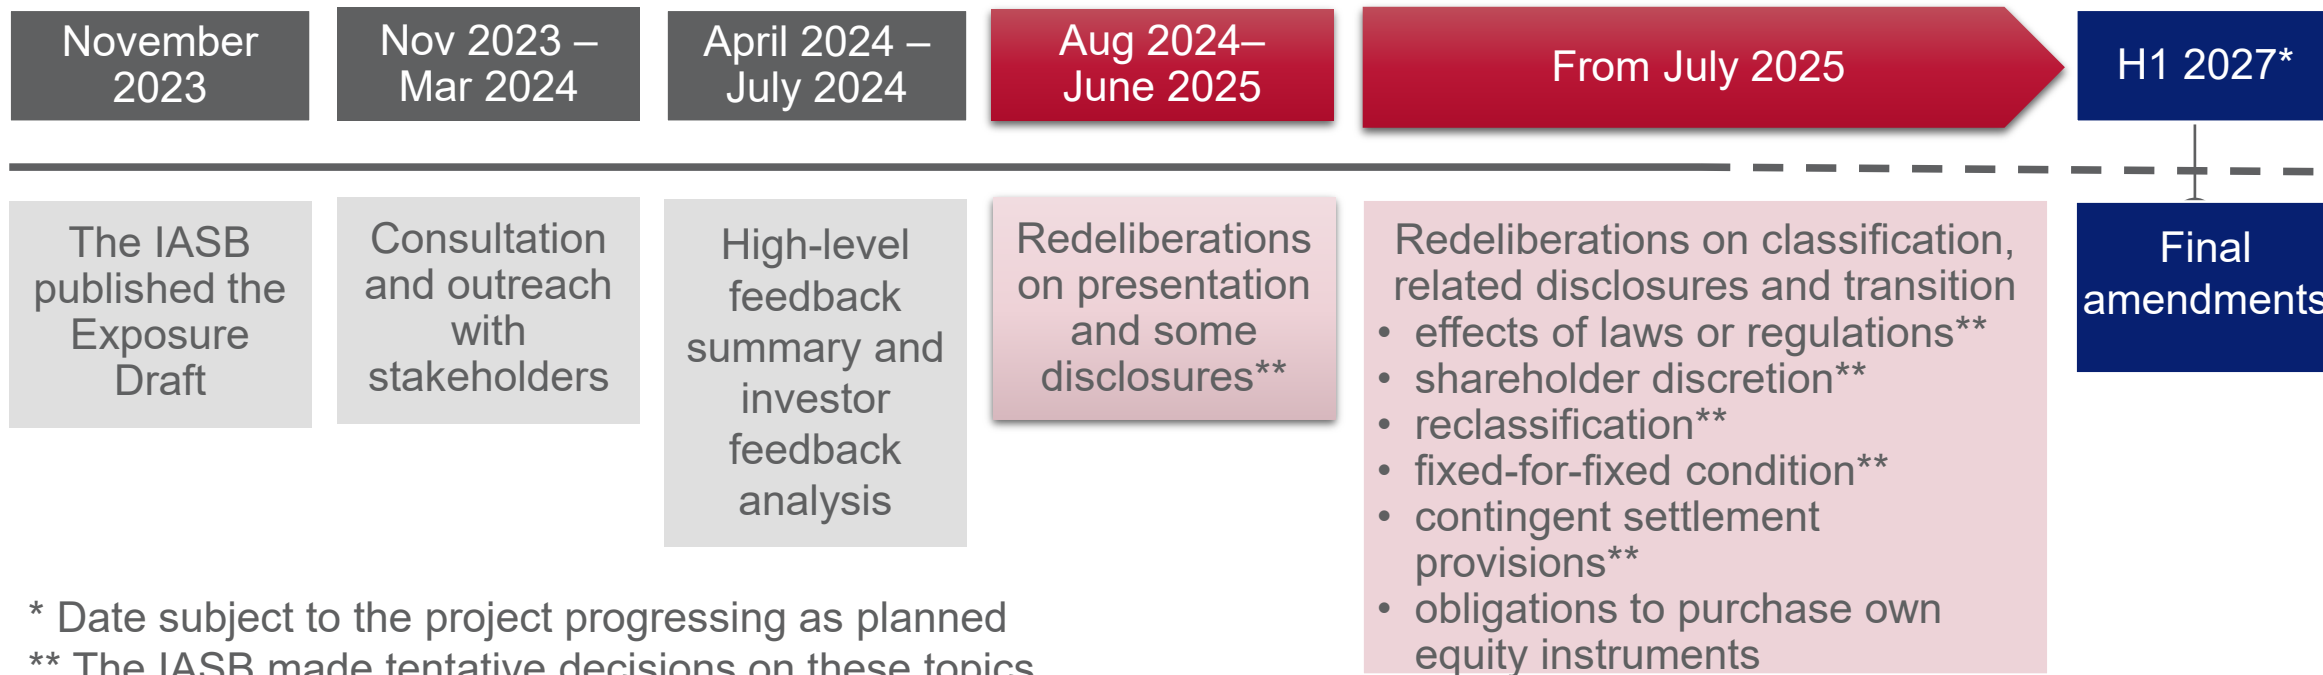 November
2023
Nov 2023 –
Mar 2024
April 2024 –
July 2024
Aug 2024–
June 2025
From July 2025
H1 2027*
The IASB
published the
Exposure
Draft
Consultation
and outreach
with
stakeholders
High-level
feedback
summary and
investor
feedback
analysis
Redeliberations
on presentation
and some
disclosures**
Redeliberations on classification,
related disclosures and transition
• effects of laws or regulations**
• shareholder discretion**
• reclassification**
• fixed-for-fixed condition**
• contingent settlement
provisions**
• obligations to purchase own
equity instruments
Final
amendments
* Date subject to the project progressing as planned
** The IASB made tentative decisions on these topics